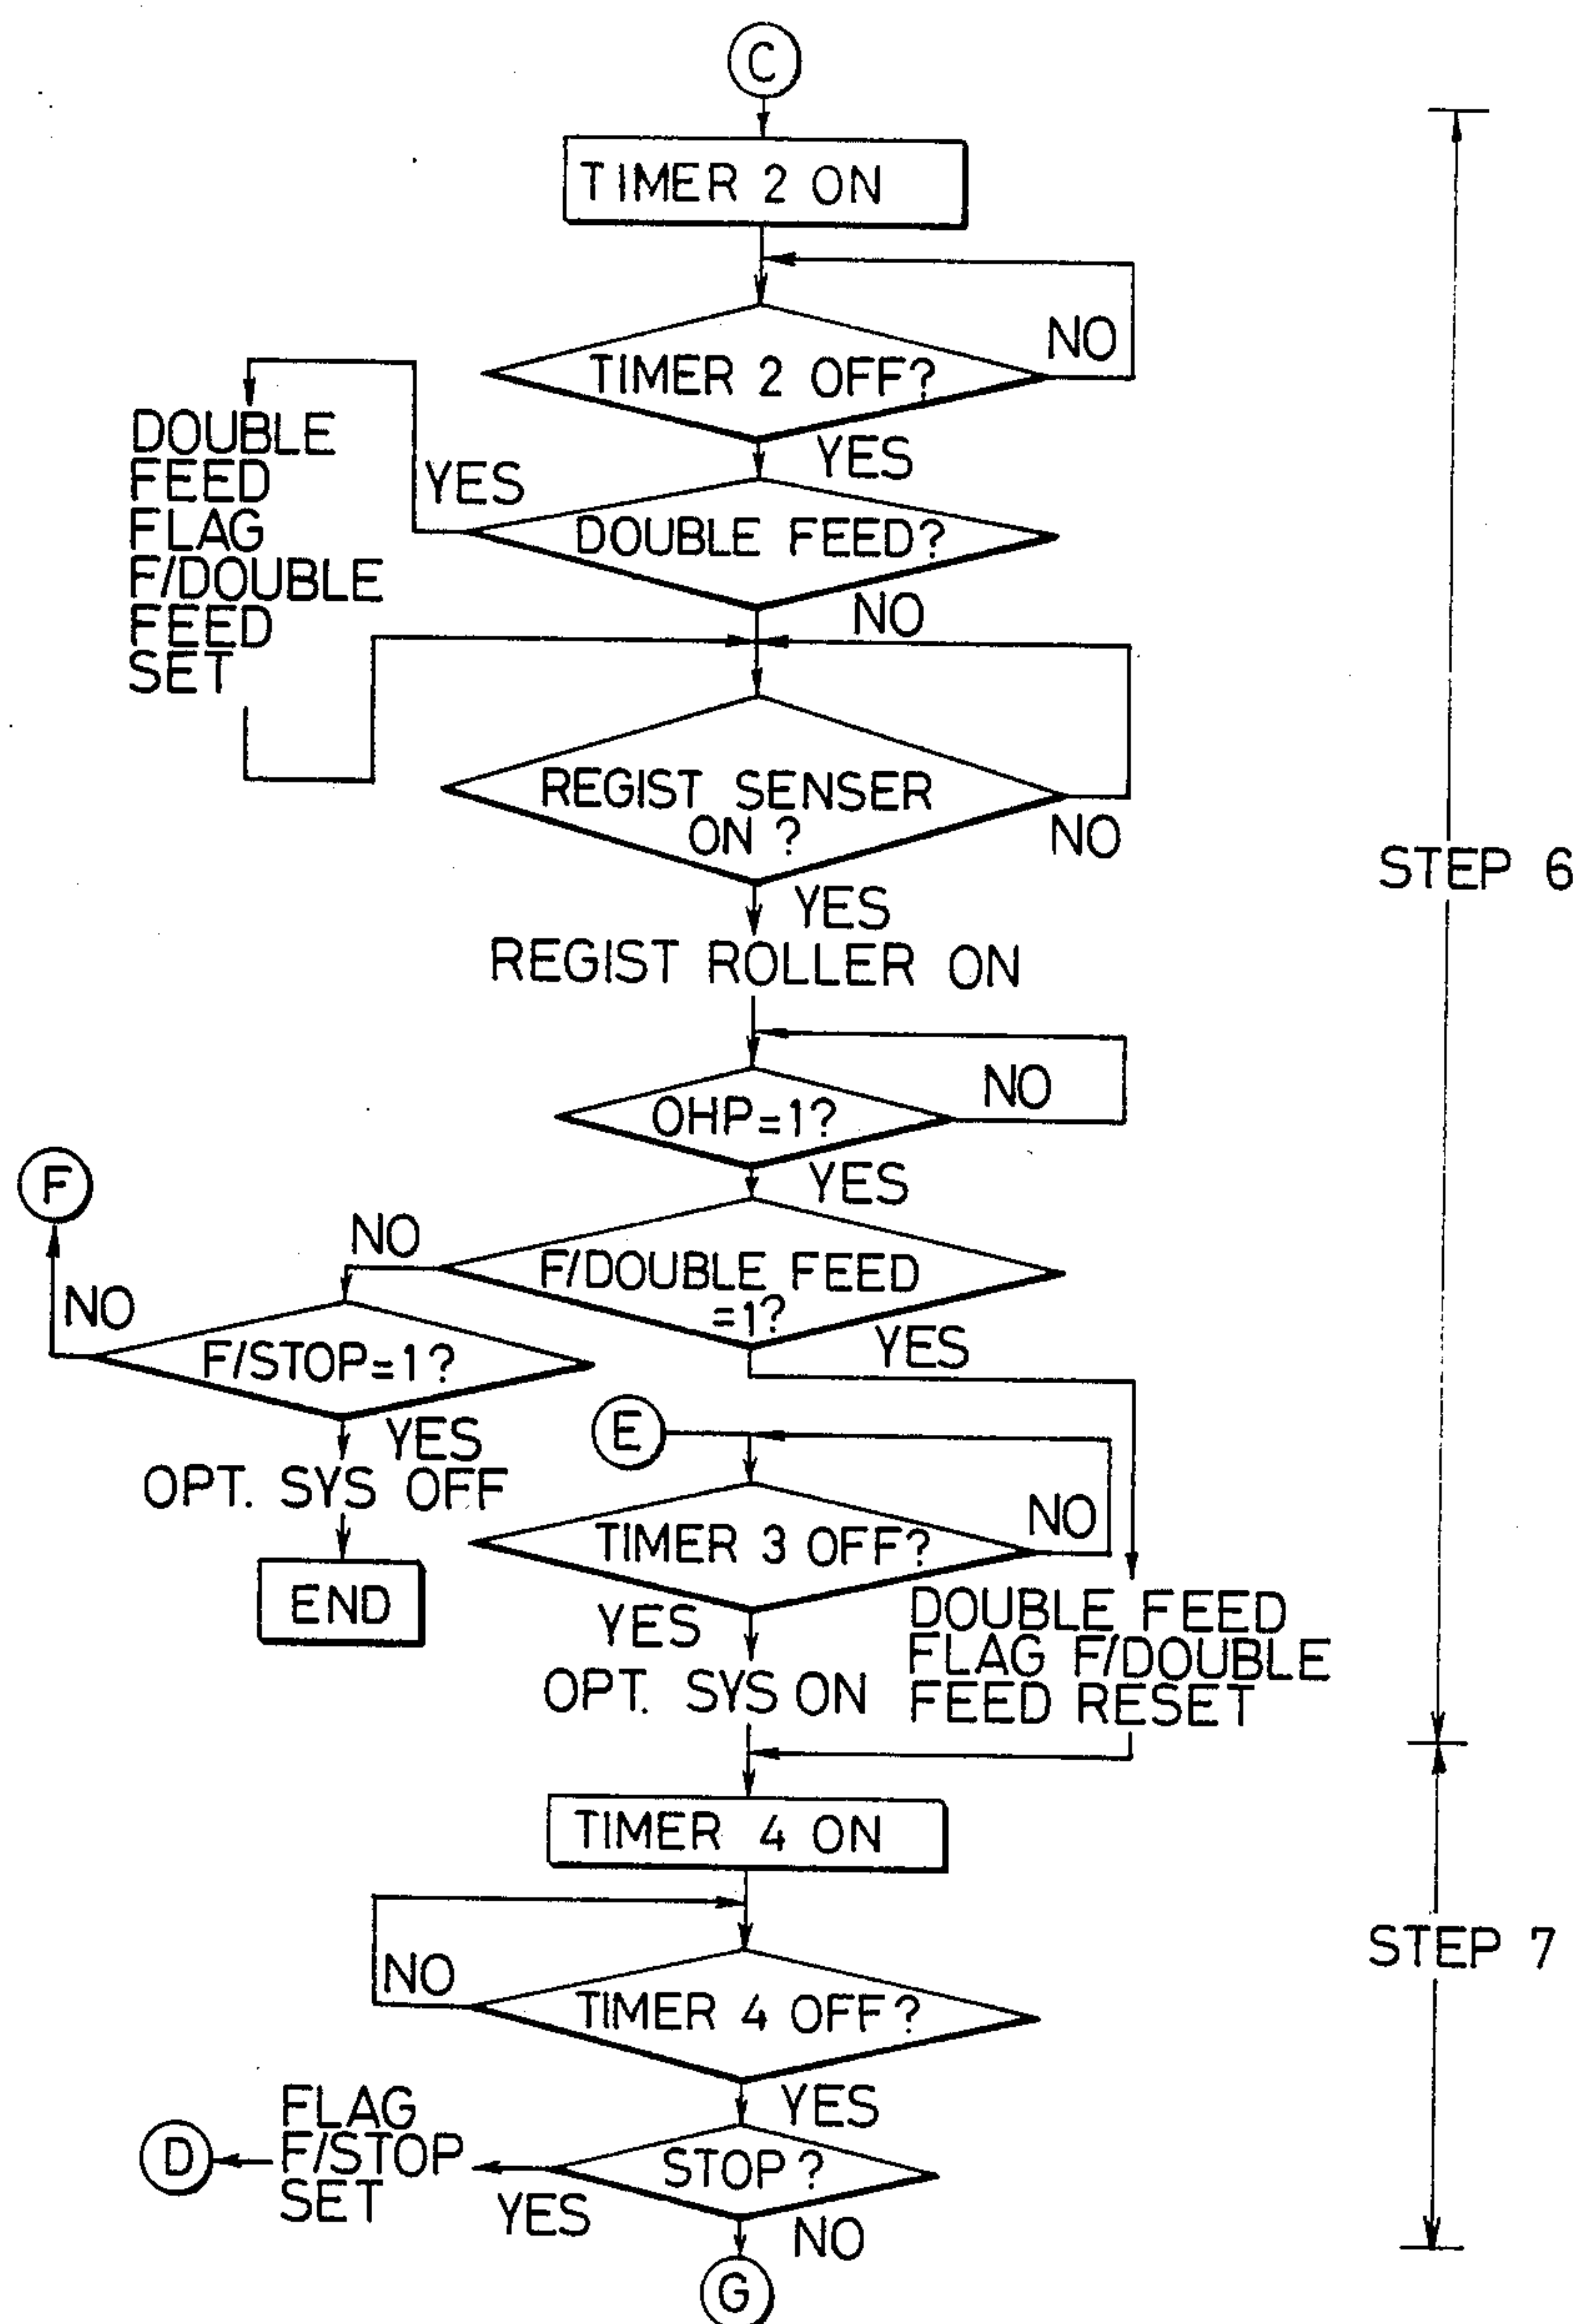 C
TIMER 2 ON
NO
TIMER 2 OFF?
YES
DOUBLE
FEED
FLAG
F/DOUBLE
FEED
SET
YES
DOUBLE FEED?
NO
REGIST SENSER
ON ?
NO
YES
STEP 6
REGIST ROLLER ON
NO
OHP=1?
YES
F
NO
F/DOUBLE FEED
=1?
YES
NO
F/STOP=1?
YES
OPT. SYS OFF
END
E
NO
TIMER 3 OFF?
YES
OPT. SYS ON
DOUBLE FEED
FLAG F/DOUBLE
FEED RESET
TIMER 4 ON
NO
TIMER 4 OFF?
YES
STEP 7
D
FLAG
F/STOP
SET
YES
STOP?
NO
G